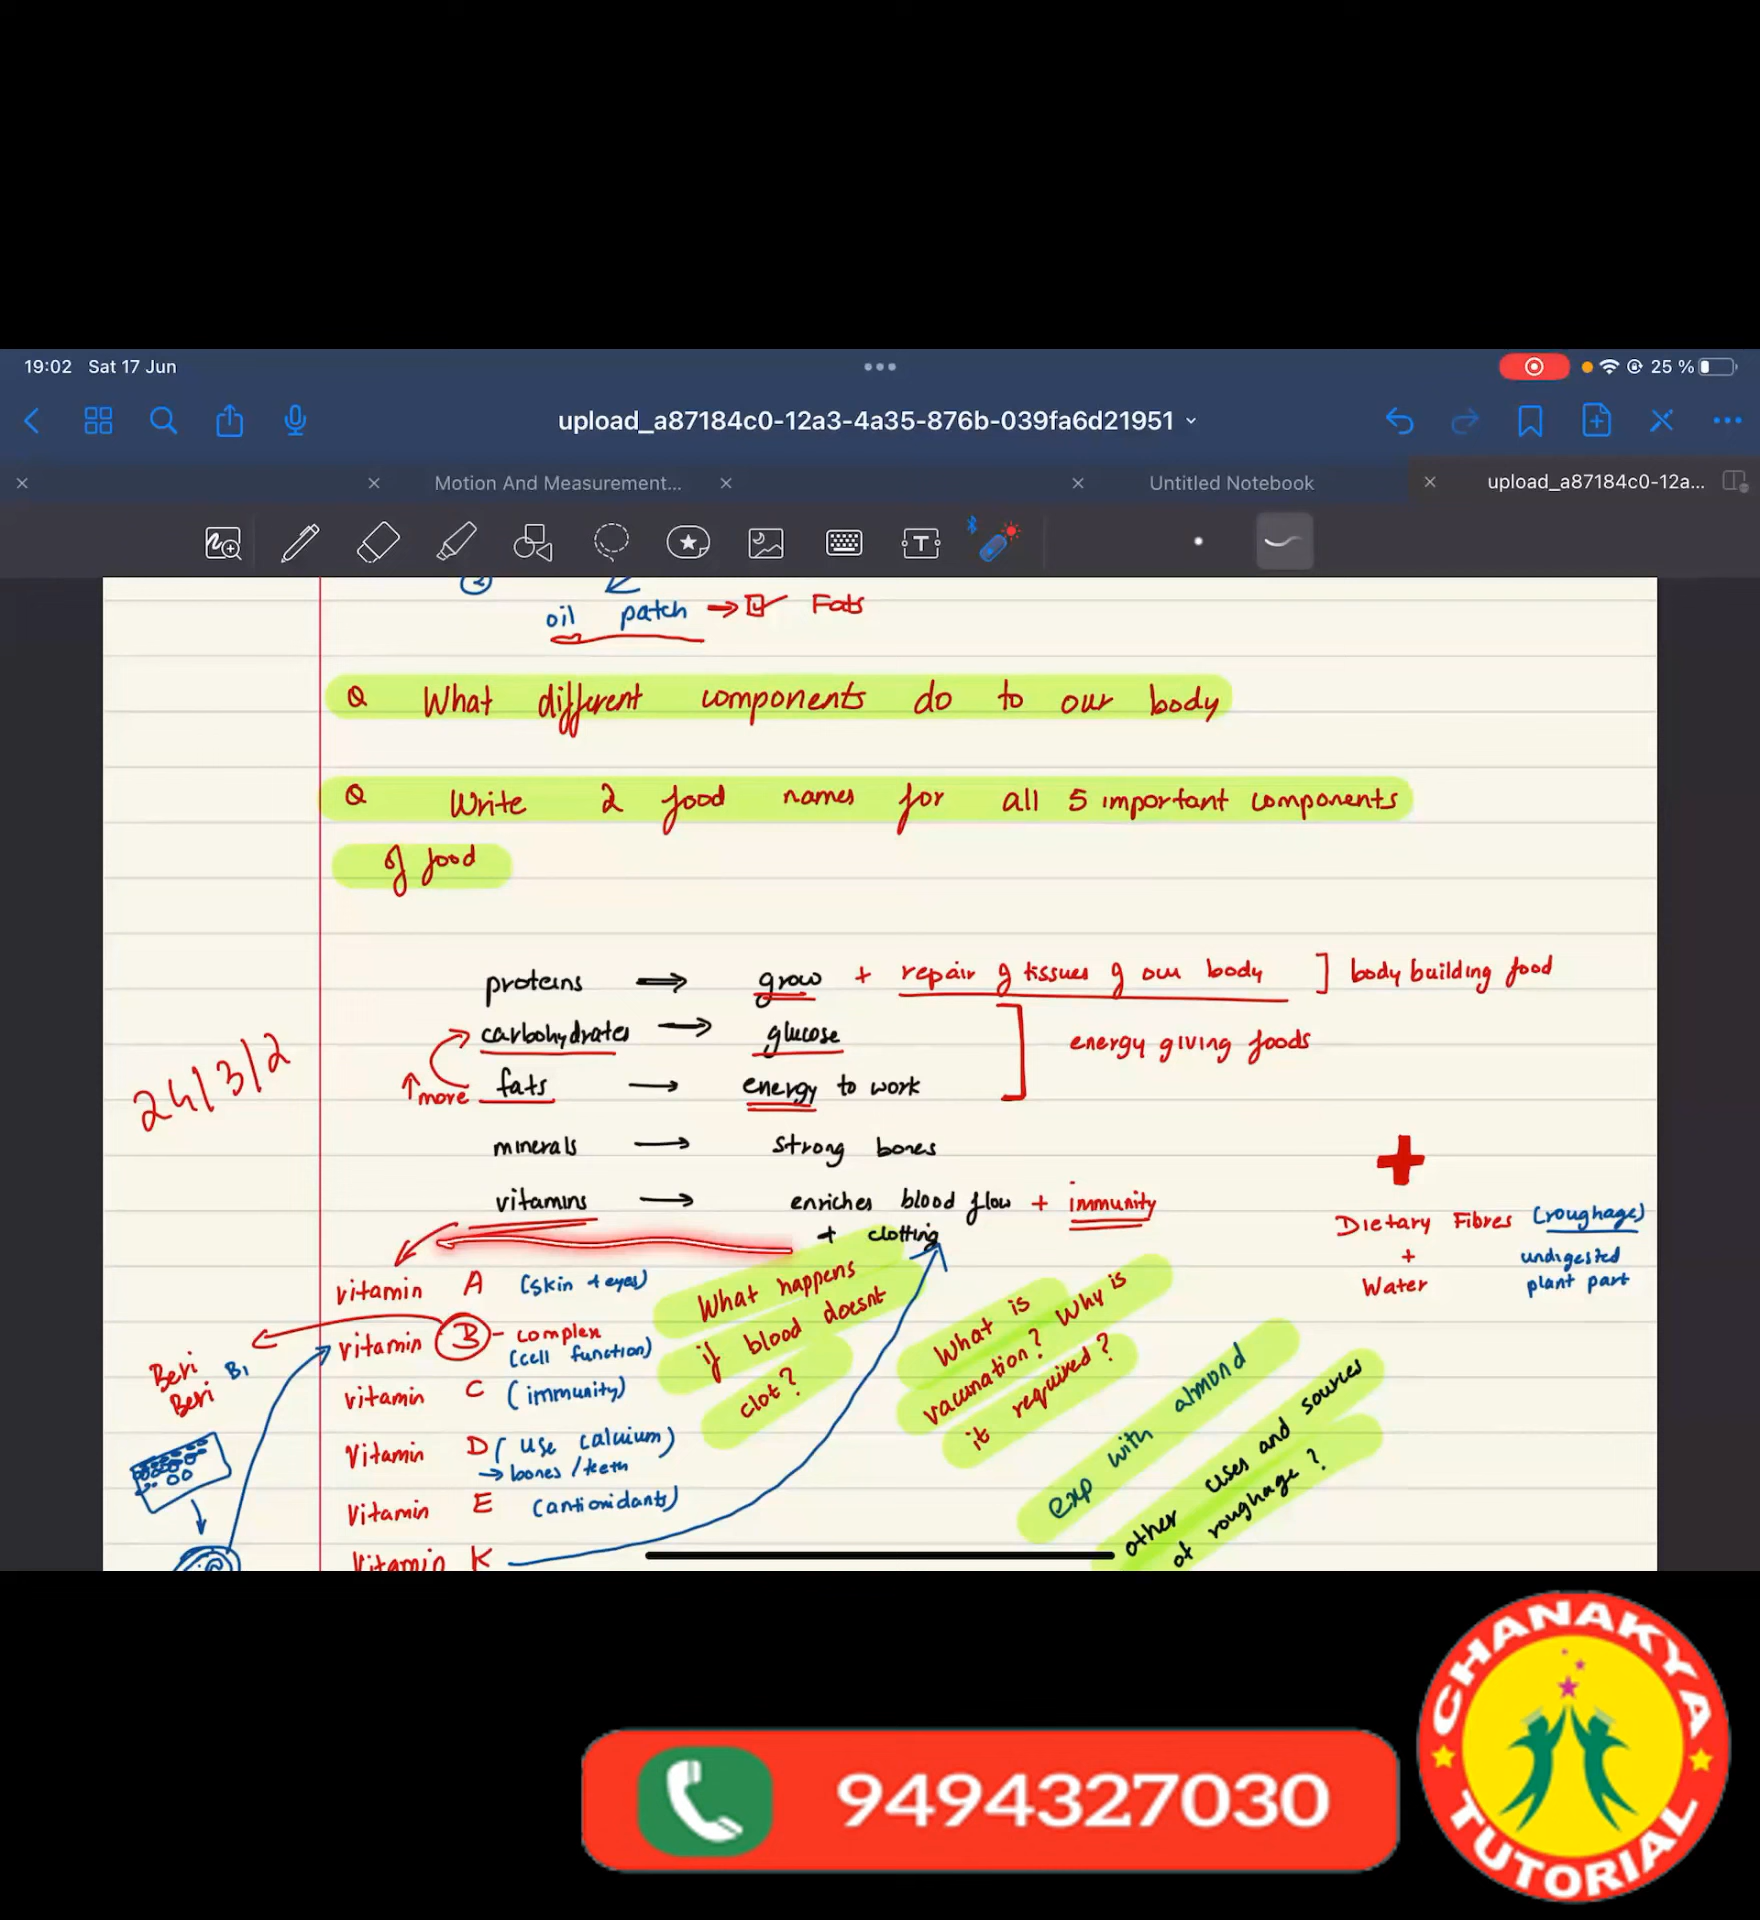 19:02 Sat 17 Jun
25 %
upload_a87184c0-12a3-4a35-876b-039fa6d21951
Motion And Measurement...
Untitled Notebook
upload_a87184c0-12a...
2
oil patch → Fats
Q What different components do to our body
Q Write 2 food names for all 5 important components
of food
proteins → grow + repair of tissues of our body ] body building food
carbohydrates → glucose
energy giving foods
↑more fats → energy to work
24/3/2
minerals → strong bones
vitamins → enriches blood flow + immunity
+ clotting
+
Dietary Fibres (roughage)
+
Water
undigested
plant part
vitamin A (skin + eyes)
vitamin B - complex
(cell function)
Beri B1
Beri
vitamin C (immunity)
Vitamin D ( use calcium)
→ bones / teeth
Vitamin E (antioxidants)
Vitamin K
What happens
if blood doesnt
clot?
What is
vaccination? Why is
it required?
exp with almond
other uses and sources
of roughage?
9494327030
CHANAKYA
TUTORIAL